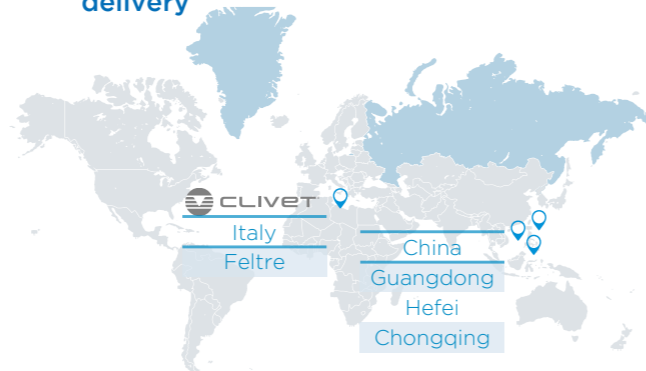 delivery
CLIVET
Italy
Feltre
China
Guangdong
Hefei
Chongqing